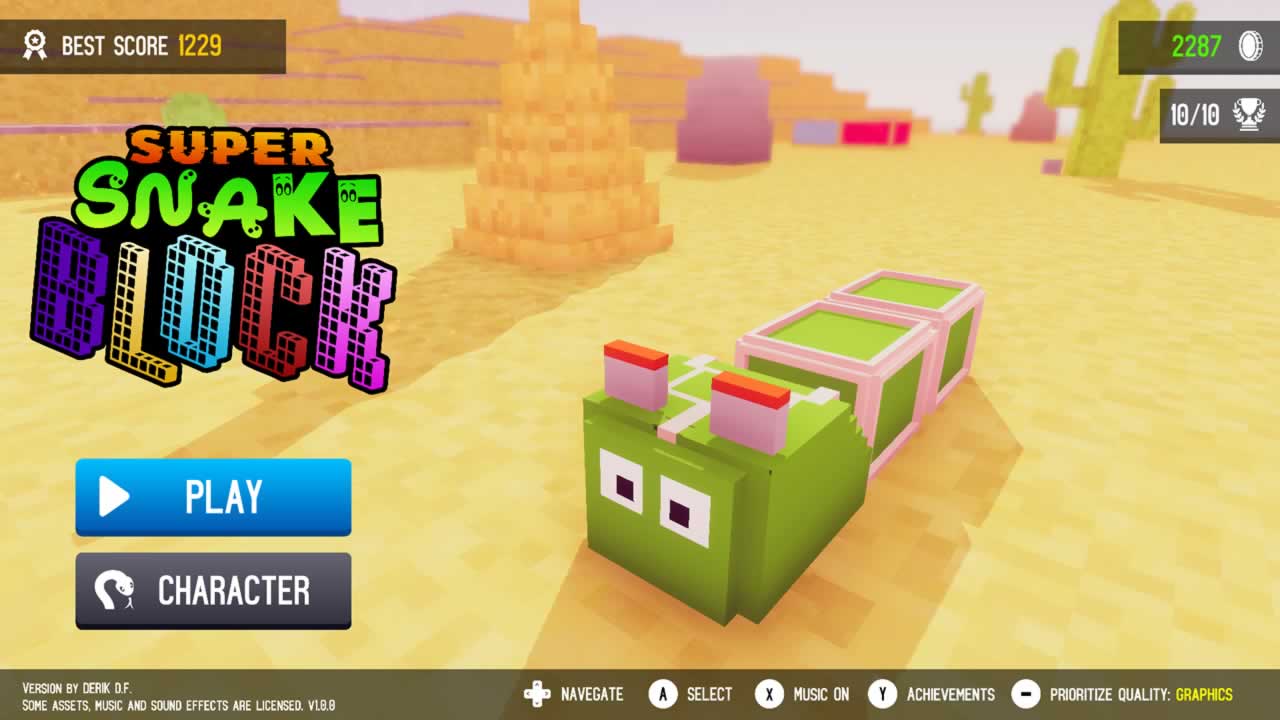 BEST SCORE 1229
2287
10/10
SUPER
SNAKE
BLOCK
PLAY
CHARACTER
VERSION BY DERIK D.F.
SOME ASSETS, MUSIC AND SOUND EFFECTS ARE LICENSED. V1.0.0
NAVEGATE
A SELECT
X MUSIC ON
Y ACHIEVEMENTS
PRIORITIZE QUALITY: GRAPHICS